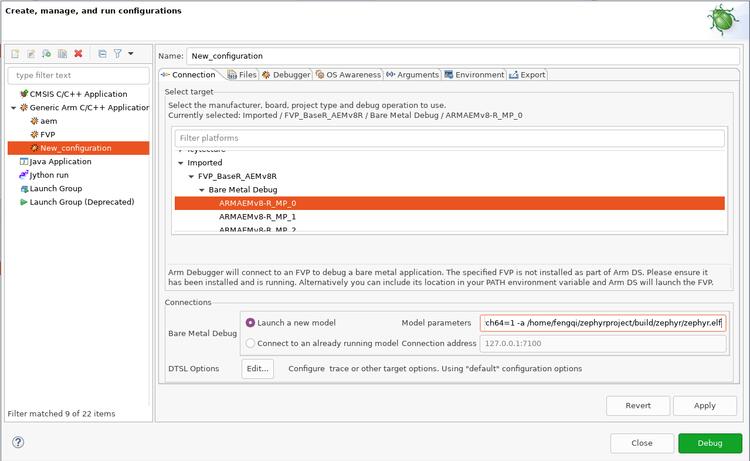 Create, manage, and run configurations
type filter text
CMSIS C/C++ Application
Generic Arm C/C++ Application
aem
FVP
New_configuration
Java Application
Jython run
Launch Group
Launch Group (Deprecated)
Filter matched 9 of 22 items
Name: New_configuration
Connection Files Debugger OS Awareness Arguments Environment Export
Select target
Select the manufacturer, board, project type and debug operation to use.
Currently selected: Imported / FVP_BaseR_AEMv8R / Bare Metal Debug / ARMAEMv8-R_MP_0
Filter platforms
Imported
FVP_BaseR_AEMv8R
Bare Metal Debug
ARMAEMv8-R_MP_0
ARMAEMv8-R_MP_1
ARMAEMv8-R_MP_2
Arm Debugger will connect to an FVP to debug a bare metal application. The specified FVP is not installed as part of Arm DS. Please ensure it
has been installed and is running. Alternatively you can include its location in your PATH environment variable and Arm DS will launch the FVP.
Connections
Bare Metal Debug
Launch a new model Model parameters ch64=1 -a /home/fengqi/zephyrproject/build/zephyr/zephyr.elf
Connect to an already running model Connection address 127.0.0.1:7100
DTSL Options Edit... Configure trace or other target options. Using "default" configuration options
Revert Apply
Close Debug